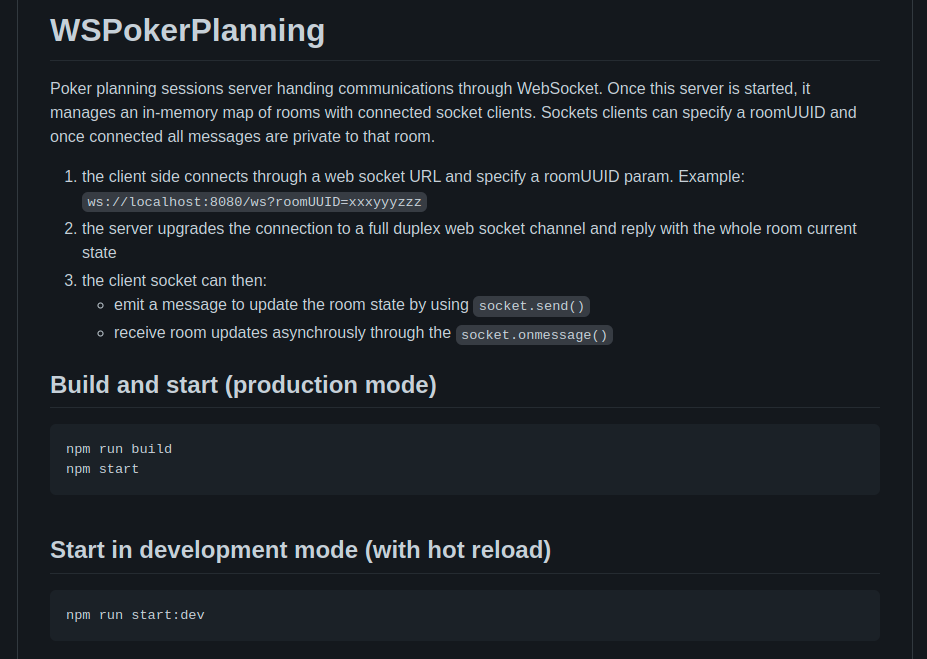 WSPokerPlanning
Poker planning sessions server handing communications through WebSocket. Once this server is started, it
manages an in-memory map of rooms with connected socket clients. Sockets clients can specify a roomUUID and
once connected all messages are private to that room.
1. the client side connects through a web socket URL and specify a roomUUID param. Example:
ws://localhost:8080/ws?roomUUID=xxxyyyzzz
2. the server upgrades the connection to a full duplex web socket channel and reply with the whole room current
state
3. the client socket can then:
◦ emit a message to update the room state by using socket.send()
◦ receive room updates asynchrously through the socket.onmessage()
Build and start (production mode)
npm run build
npm start
Start in development mode (with hot reload)
npm run start:dev